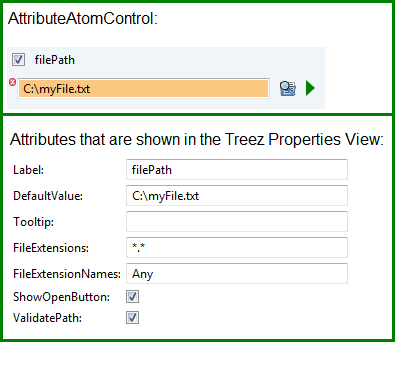 AttributeAtomControl:
filePath
C:\myFile.txt
Attributes that are shown in the Treez Properties View:
Label: filePath
DefaultValue: C:\myFile.txt
Tooltip:
FileExtensions: *.*
FileExtensionNames: Any
ShowOpenButton:
ValidatePath: